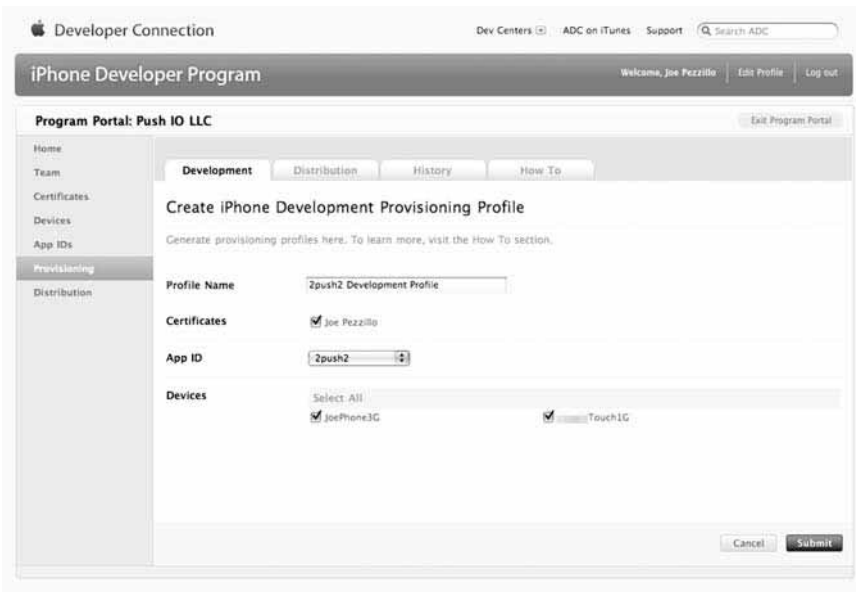 Developer Connection
Dev Centers ADC on iTunes Support Search ADC
iPhone Developer Program
Welcome, Joe Pezzillo Edit Profile Log out
Program Portal: Push IO LLC
Exit Program Portal
Home
Team
Certificates
Devices
App IDs
Provisioning
Distribution
Development Distribution History How To
Create iPhone Development Provisioning Profile
Generate provisioning profiles here. To learn more, visit the How To section.
Profile Name 2push2 Development Profile
Certificates Joe Pezzillo
App ID 2push2
Devices Select All
JoePhone3G Touch1G
Cancel Submit